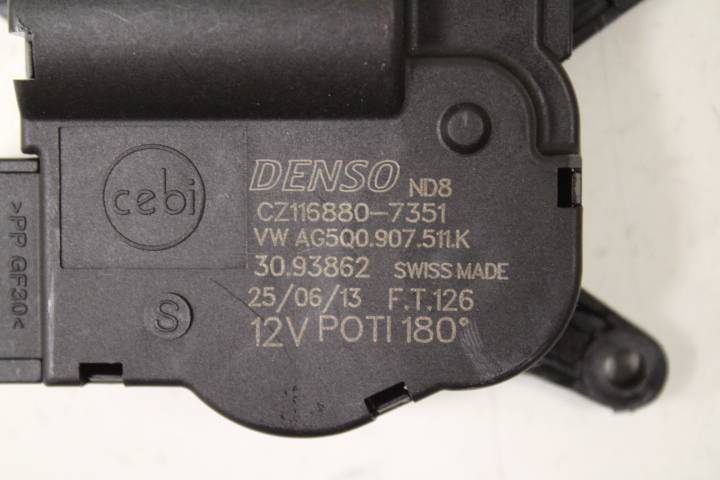 cebi
DENSO ND8
CZ116880-7351
VW AG5Q0.907.511.K
30.93862 SWISS MADE
25/06/13 F.T.126
12V POTI 180°
S
>PP GF30<